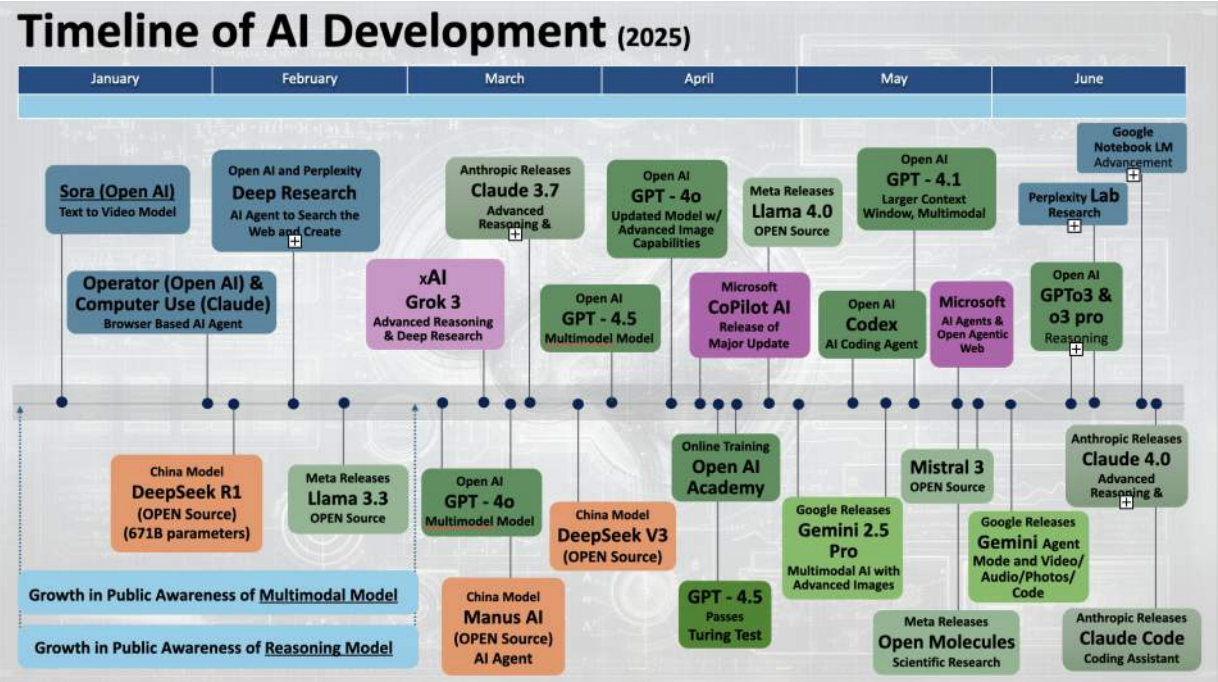 Timeline of AI Development (2025)
January
February
March
April
May
June
Sora (Open AI)
Text to Video Model
Open AI and Perplexity
Deep Research
AI Agent to Search the
Web and Create
Operator (Open AI) &
Computer Use (Claude)
Browser Based AI Agent
Anthropic Releases
Claude 3.7
Advanced
Reasoning &
xAI
Grok 3
Advanced Reasoning
& Deep Research
Open AI
GPT - 4.5
Multimodel Model
Open AI
GPT - 4o
Updated Model w/
Advanced Image
Capabilities
Meta Releases
Llama 4.0
OPEN Source
Microsoft
CoPilot AI
Release of
Major Update
Open AI
GPT - 4.1
Larger Context
Window, Multimodal
Open AI
Codex
AI Coding Agent
Microsoft
AI Agents &
Open Agentic
Web
Google
Notebook LM
Advancement
Perplexity Lab
Research
Open AI
GPTo3 &
o3 pro
Reasoning
China Model
DeepSeek R1
(OPEN Source)
(671B parameters)
Meta Releases
Llama 3.3
OPEN Source
Open AI
GPT - 4o
Multimodel Model
China Model
DeepSeek V3
(OPEN Source)
China Model
Manus AI
(OPEN Source)
AI Agent
Online Training
Open AI
Academy
GPT - 4.5
Passes
Turing Test
Google Releases
Gemini 2.5
Pro
Multimodal AI with
Advanced Images
Mistral 3
OPEN Source
Google Releases
Gemini Agent
Mode and Video/
Audio/Photos/
Code
Meta Releases
Open Molecules
Scientific Research
Anthropic Releases
Claude 4.0
Advanced
Reasoning &
Anthropic Releases
Claude Code
Coding Assistant
Growth in Public Awareness of Multimodal Model
Growth in Public Awareness of Reasoning Model